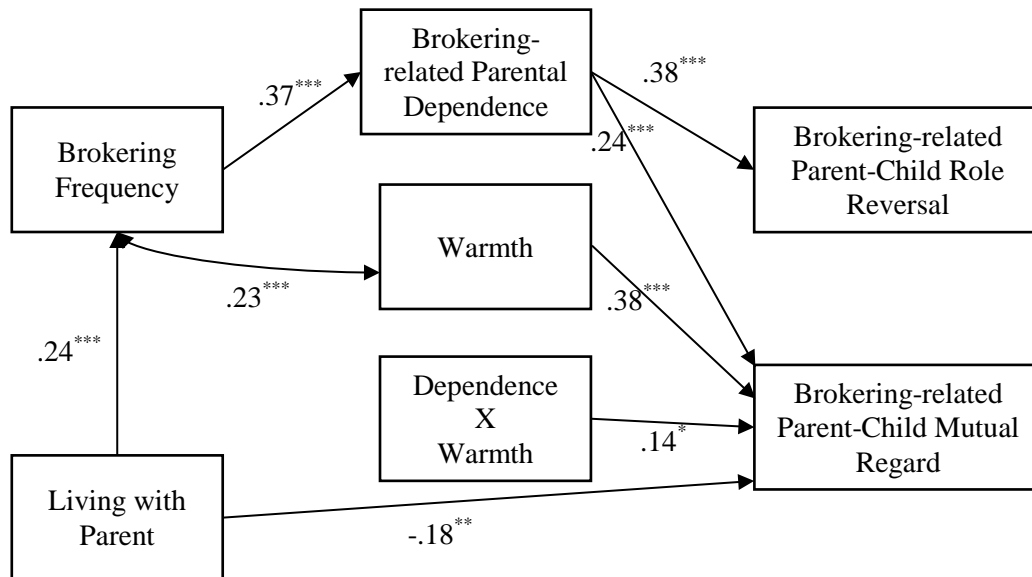 Brokering-
related Parental
Dependence
.37***
.38***
Brokering
Frequency
.24***
Brokering-related
Parent-Child Role
Reversal
Warmth
.23***
.38***
.24***
Dependence
X
Warmth
.14*
Brokering-related
Parent-Child Mutual
Regard
Living with
Parent
-.18**